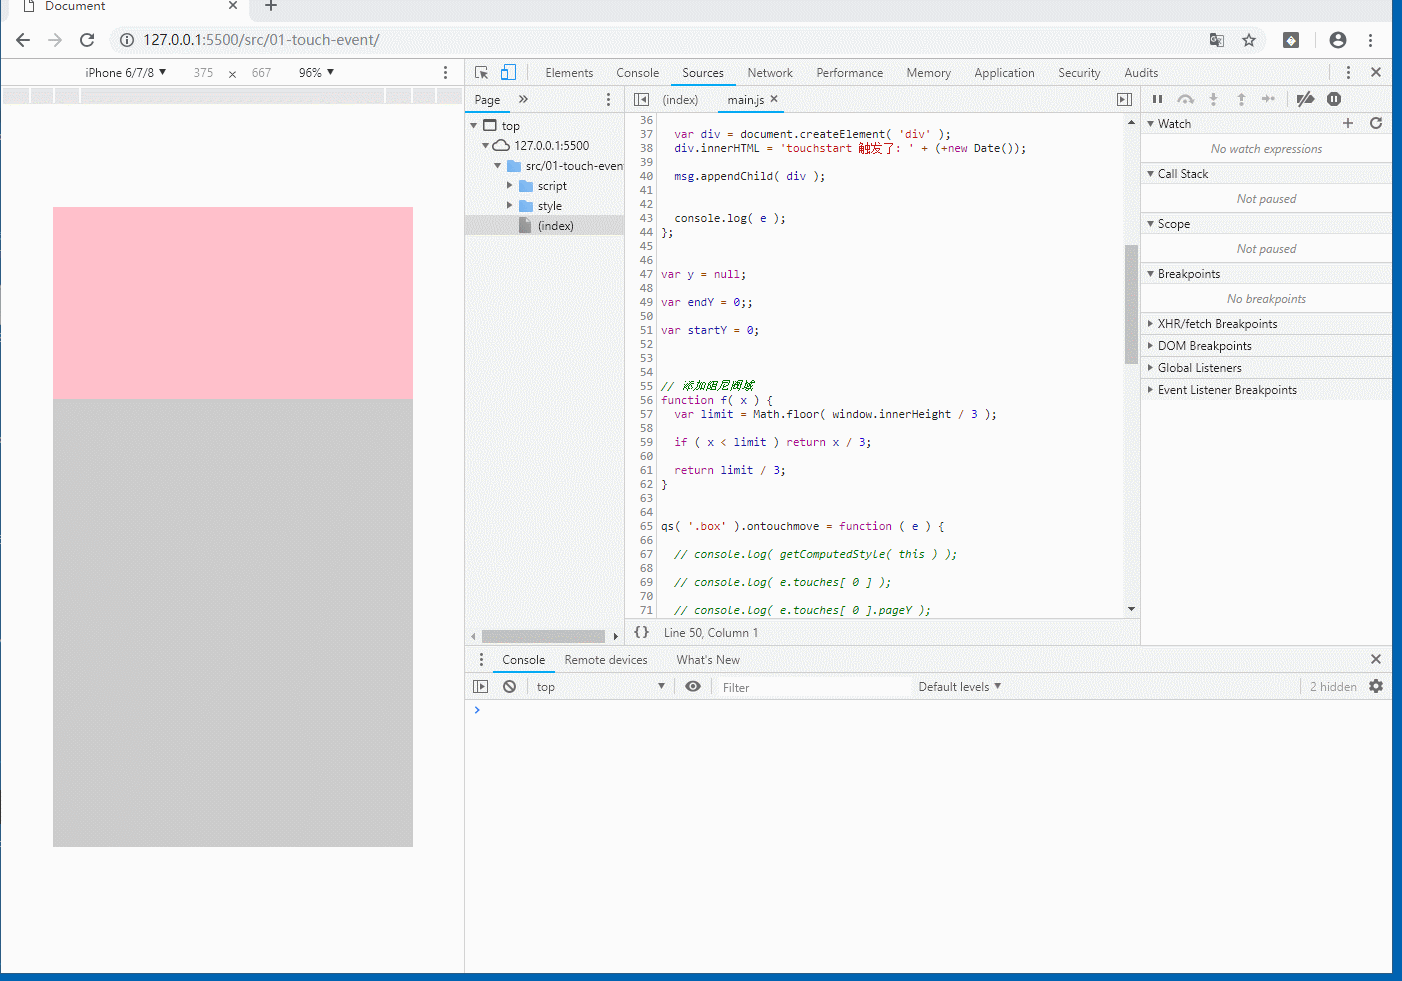 Document
127.0.0.1:5500/src/01-touch-event/
iPhone 6/7/8 375 × 667 96%
Elements Console Sources Network Performance Memory Application Security Audits
Page (index) main.js
top
127.0.0.1:5500
src/01-touch-even
script
style
(index)
36
37 var div = document.createElement( 'div' );
38 div.innerHTML = 'touchstart 触发了: ' + (+new Date());
39
40 msg.appendChild( div );
41
42
43 console.log( e );
44 };
45
46
47 var y = null;
48
49 var endY = 0;;
50
51 var startY = 0;
52
53
54
55 // 添加阻尼阈域
56 function f( x ) {
57 var limit = Math.floor( window.innerHeight / 3 );
58
59 if ( x < limit ) return x / 3;
60
61 return limit / 3;
62 }
63
64
65 qs( '.box' ).ontouchmove = function ( e ) {
66
67 // console.log( getComputedStyle( this ) );
68
69 // console.log( e.touches[ 0 ] );
70
71 // console.log( e.touches[ 0 ].pageY );
{} Line 50, Column 1
Watch
No watch expressions
Call Stack
Not paused
Scope
Not paused
Breakpoints
No breakpoints
XHR/fetch Breakpoints
DOM Breakpoints
Global Listeners
Event Listener Breakpoints
Console Remote devices What's New
top Filter Default levels 2 hidden